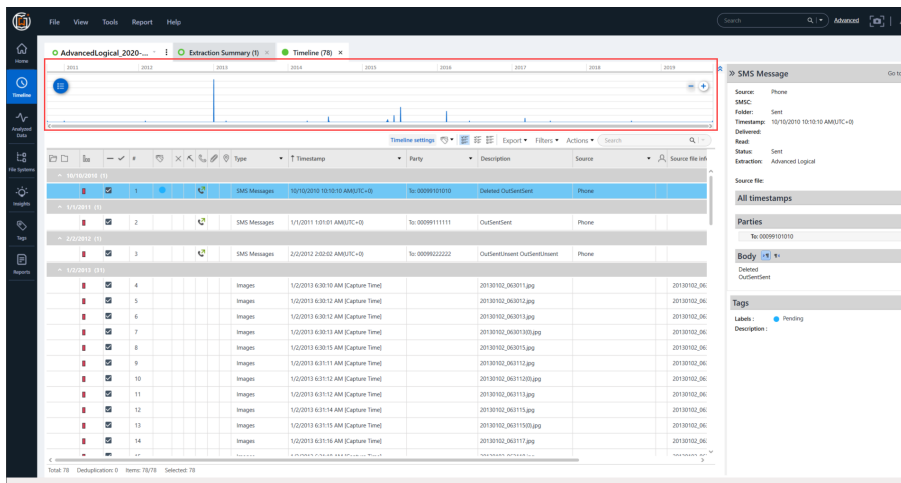 File View Tools Report Help Search Advanced
AdvancedLogical_2020-... Extraction Summary (1) × Timeline (78) ×
Home
Timeline
Analyzed Data
File Systems
Insights
Tags
Reports
2011 2012 2013 2014 2015 2016 2017 2018 2019
Timeline settings Export Filters Actions Search
# Type Timestamp Party Description Source Source file inf
10/10/2010 (1)
1 SMS Messages 10/10/2010 10:10:10 AM(UTC+0) To: 00099101010 Deleted OutSentSent Phone
1/1/2011 (1)
2 SMS Messages 1/1/2011 1:01:01 AM(UTC+0) To: 00099111111 OutSentSent Phone
2/2/2012 (1)
3 SMS Messages 2/2/2012 2:02:02 AM(UTC+0) To: 00099222222 OutSentUnsent OutSentUnsent Phone
1/2/2013 (31)
4 Images 1/2/2013 6:30:10 AM [Capture Time] 20130102_063011.jpg 20130102_06:
5 Images 1/2/2013 6:30:12 AM [Capture Time] 20130102_063012.jpg 20130102_06:
6 Images 1/2/2013 6:30:12 AM [Capture Time] 20130102_063013.jpg 20130102_06:
7 Images 1/2/2013 6:30:13 AM [Capture Time] 20130102_063013(0).jpg 20130102_06:
8 Images 1/2/2013 6:30:15 AM [Capture Time] 20130102_063015.jpg 20130102_06:
9 Images 1/2/2013 6:31:11 AM [Capture Time] 20130102_063112.jpg 20130102_06:
10 Images 1/2/2013 6:31:12 AM [Capture Time] 20130102_063112(0).jpg 20130102_06:
11 Images 1/2/2013 6:31:12 AM [Capture Time] 20130102_063113.jpg 20130102_06:
12 Images 1/2/2013 6:31:14 AM [Capture Time] 20130102_063115.jpg 20130102_06:
13 Images 1/2/2013 6:31:15 AM [Capture Time] 20130102_063115(0).jpg 20130102_06:
14 Images 1/2/2013 6:31:16 AM [Capture Time] 20130102_063117.jpg 20130102_06:
Total: 78 Deduplication: 0 Items: 78/78 Selected: 78
SMS Message Go to
Source: Phone
SMSC:
Folder: Sent
Timestamp: 10/10/2010 10:10:10 AM(UTC+0)
Delivered:
Read:
Status: Sent
Extraction: Advanced Logical
Source file:
All timestamps
Parties
To: 00099101010
Body
Deleted
OutSentSent
Tags
Labels : Pending
Description :